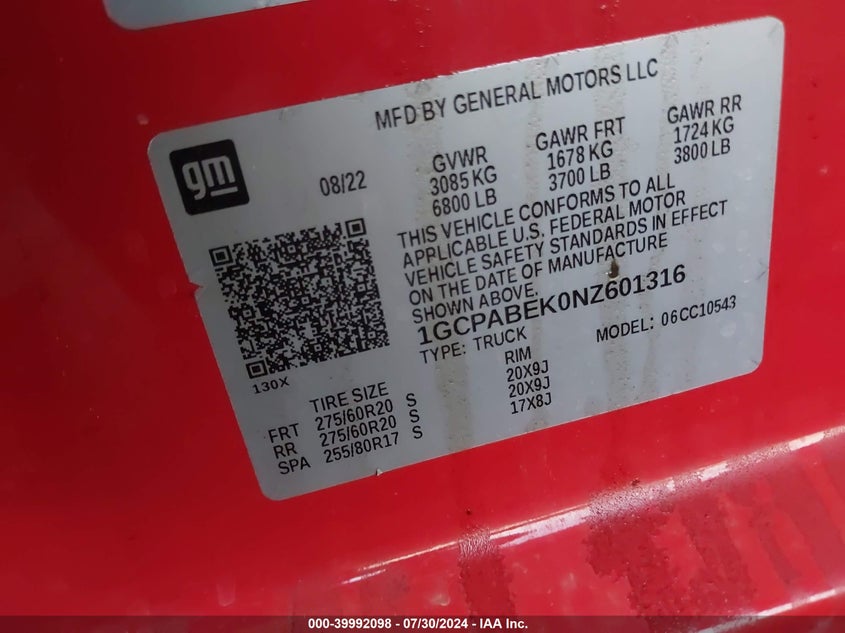 MFD BY GENERAL MOTORS LLC
gm
08/22
GVWR
3085 KG
6800 LB
GAWR FRT
1678 KG
3700 LB
GAWR RR
1724 KG
3800 LB
THIS VEHICLE CONFORMS TO ALL
APPLICABLE U.S. FEDERAL MOTOR
VEHICLE SAFETY STANDARDS IN EFFECT
ON THE DATE OF MANUFACTURE
SHOWN ABOVE.
1GCPABEK0NZ601316
TYPE: TRUCK
MODEL: 06CC10543
130X
TIRE SIZE
RIM
FRT 275/60R20 S 20X9J
RR 275/60R20 S 20X9J
SPA 255/80R17 S 17X8J
000-39992098 - 07/30/2024 - IAA Inc.